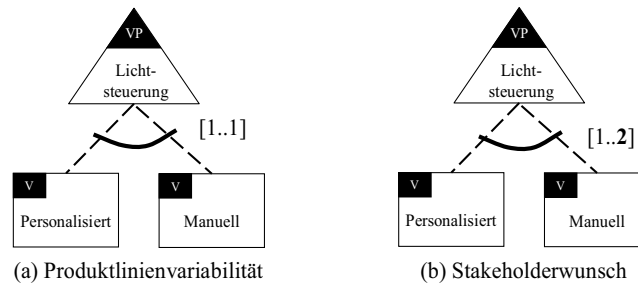 VP
Licht-
steuerung
[1..1]
V
Personalisiert
V
Manuell
(a) Produktlinienvariabilität
VP
Licht-
steuerung
[1..2]
V
Personalisiert
V
Manuell
(b) Stakeholderwunsch